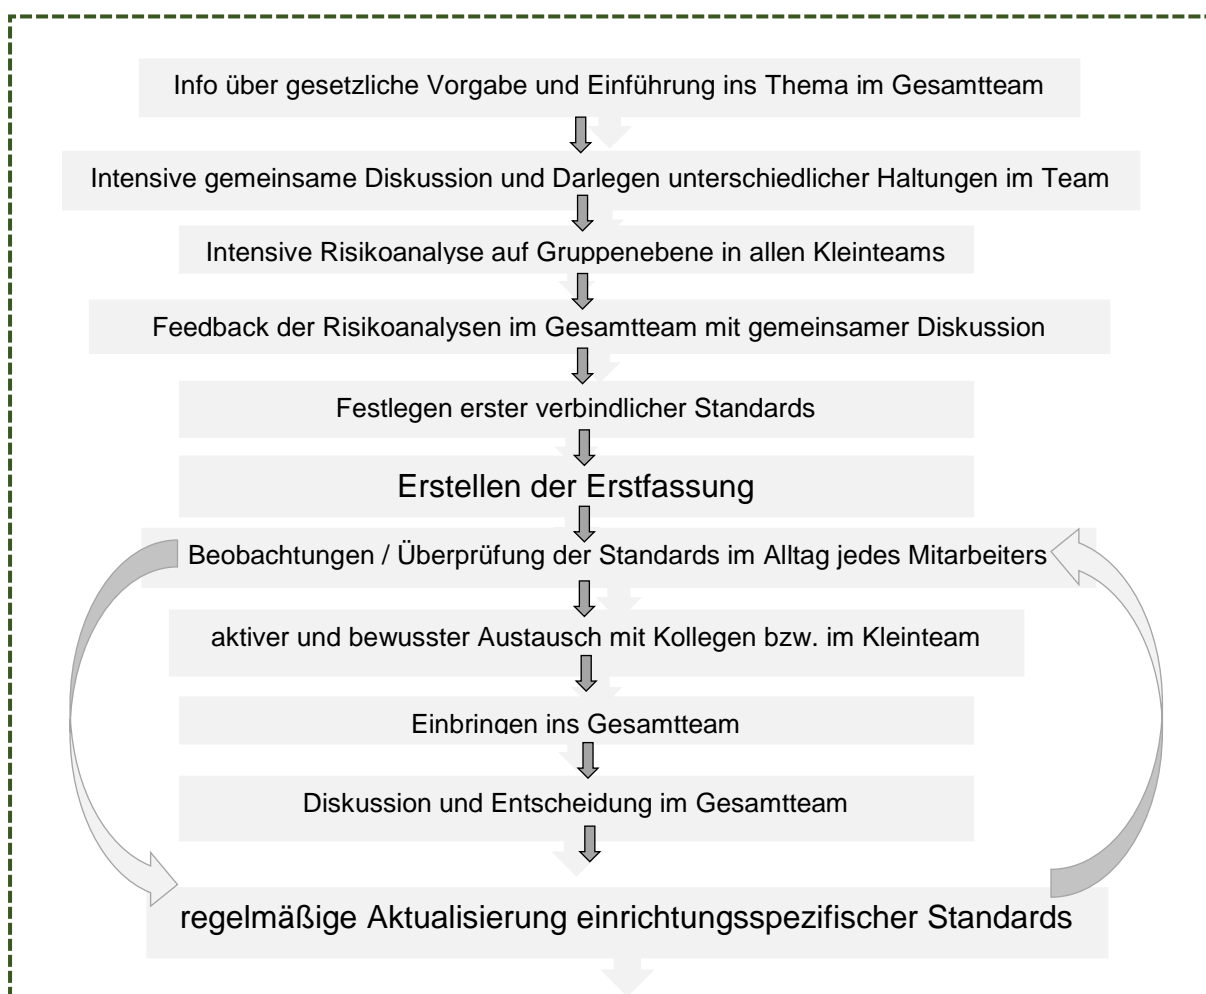 Info über gesetzliche Vorgabe und Einführung ins Thema im Gesamtteam
Intensive gemeinsame Diskussion und Darlegen unterschiedlicher Haltungen im Team
Intensive Risikoanalyse auf Gruppenebene in allen Kleinteams
Feedback der Risikoanalysen im Gesamtteam mit gemeinsamer Diskussion
Festlegen erster verbindlicher Standards
Erstellen der Erstfassung
Beobachtungen / Überprüfung der Standards im Alltag jedes Mitarbeiters
aktiver und bewusster Austausch mit Kollegen bzw. im Kleinteam
Einbringen ins Gesamtteam
Diskussion und Entscheidung im Gesamtteam
regelmäßige Aktualisierung einrichtungsspezifischer Standards